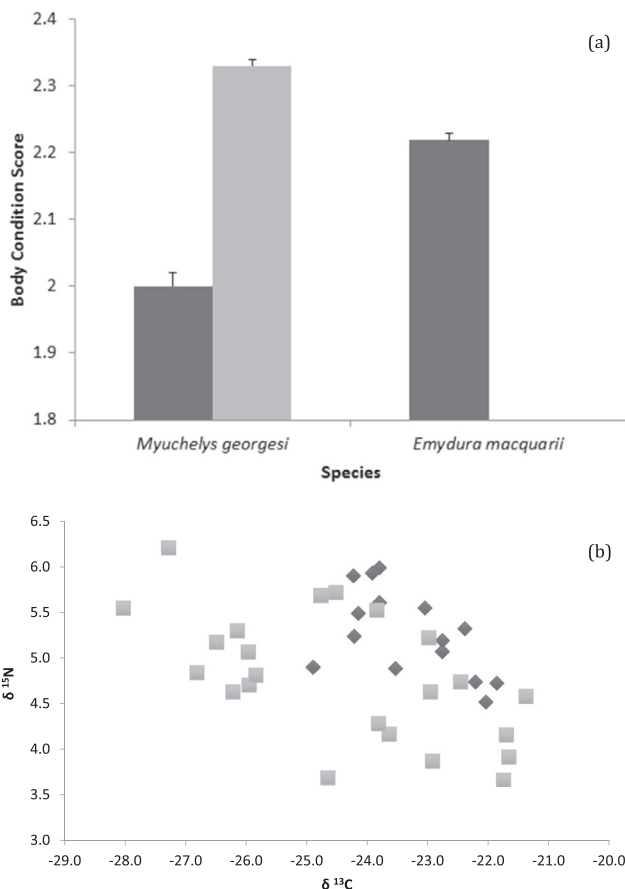 2.4
(a)
2.3
2.2
2.1
2
1.9
1.8
Body Condition Score
Myuchelys georgesi Emydura macquarii
Species
6.5
(b)
6.0
5.5
5.0
4.5
4.0
3.5
3.0
δ 15N
-29.0 -28.0 -27.0 -26.0 -25.0 -24.0 -23.0 -22.0 -21.0 -20.0
δ 13C